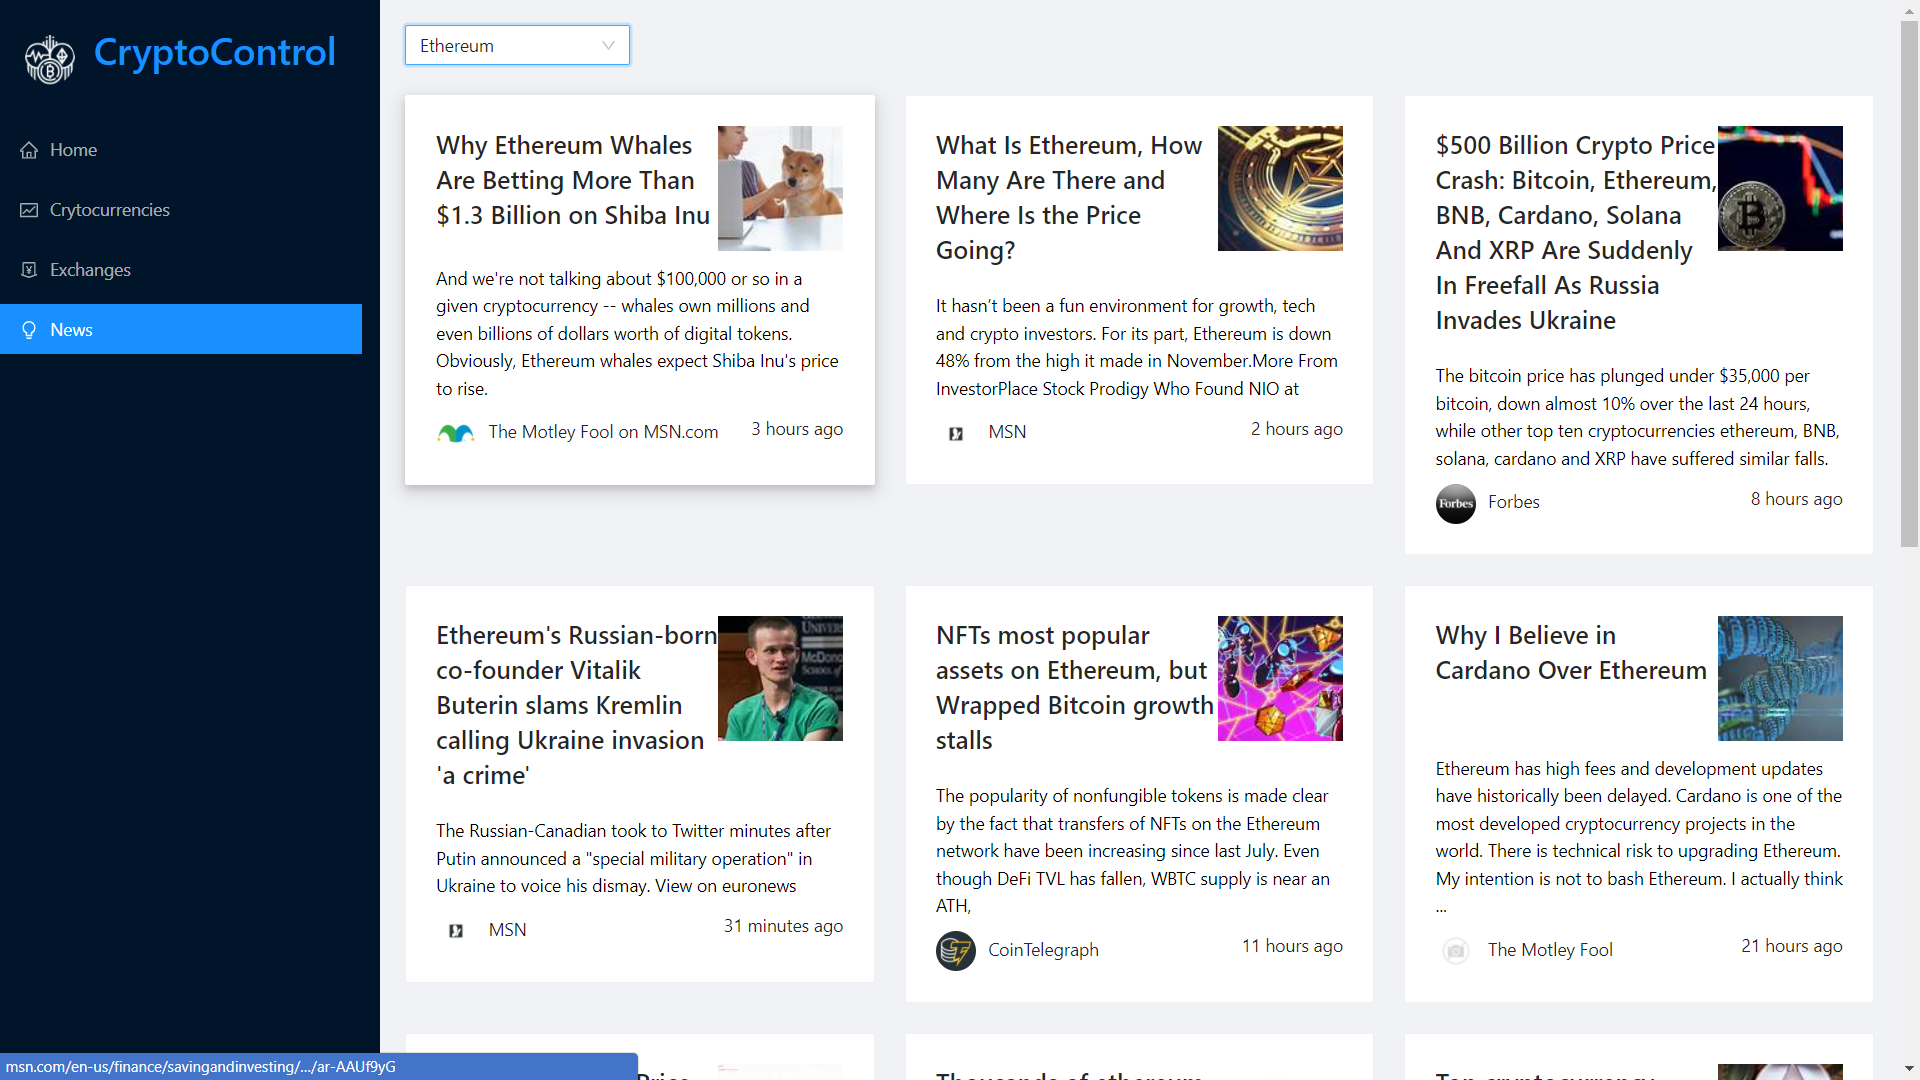 CryptoControl
Home
Crytocurrencies
Exchanges
News
Ethereum
Why Ethereum Whales
Are Betting More Than
$1.3 Billion on Shiba Inu
And we're not talking about $100,000 or so in a
given cryptocurrency -- whales own millions and
even billions of dollars worth of digital tokens.
Obviously, Ethereum whales expect Shiba Inu's price
to rise.
The Motley Fool on MSN.com
3 hours ago
What Is Ethereum, How
Many Are There and
Where Is the Price
Going?
It hasn’t been a fun environment for growth, tech
and crypto investors. For its part, Ethereum is down
48% from the high it made in November.More From
InvestorPlace Stock Prodigy Who Found NIO at
MSN
2 hours ago
$500 Billion Crypto Price
Crash: Bitcoin, Ethereum,
BNB, Cardano, Solana
And XRP Are Suddenly
In Freefall As Russia
Invades Ukraine
The bitcoin price has plunged under $35,000 per
bitcoin, down almost 10% over the last 24 hours,
while other top ten cryptocurrencies ethereum, BNB,
solana, cardano and XRP have suffered similar falls.
Forbes
Forbes
8 hours ago
Ethereum's Russian-born
co-founder Vitalik
Buterin slams Kremlin
calling Ukraine invasion
'a crime'
The Russian-Canadian took to Twitter minutes after
Putin announced a "special military operation" in
Ukraine to voice his dismay. View on euronews
MSN
31 minutes ago
NFTs most popular
assets on Ethereum, but
Wrapped Bitcoin growth
stalls
The popularity of nonfungible tokens is made clear
by the fact that transfers of NFTs on the Ethereum
network have been increasing since last July. Even
though DeFi TVL has fallen, WBTC supply is near an
ATH,
CoinTelegraph
11 hours ago
Why I Believe in
Cardano Over Ethereum
Ethereum has high fees and development updates
have historically been delayed. Cardano is one of the
most developed cryptocurrency projects in the
world. There is technical risk to upgrading Ethereum.
My intention is not to bash Ethereum. I actually think
...
The Motley Fool
21 hours ago
Price
Thousands of ethereum
Top cryptocurrency
msn.com/en-us/finance/savingandinvesting/.../ar-AAUf9yG